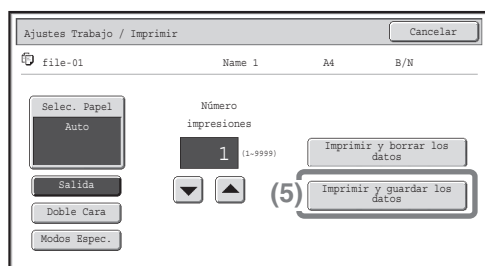 Ajustes Trabajo / Imprimir
Cancelar
file-01 Name 1 A4 B/N
Selec. Papel
Auto
Salida
Doble Cara
Modos Espec.
Número
impresiones
1 (1-9999)
Imprimir y borrar los
datos
(5)
Imprimir y guardar los
datos